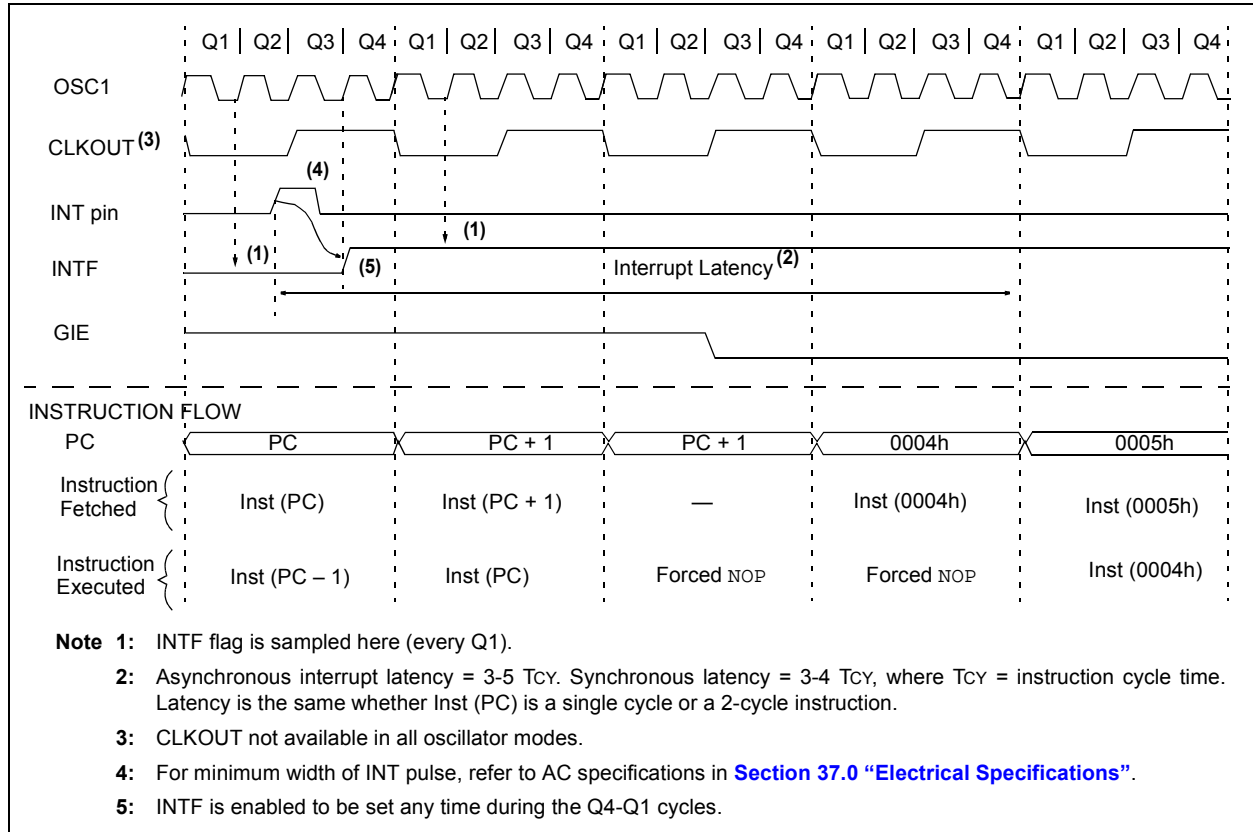 Q1 Q2 Q3 Q4 Q1 Q2 Q3 Q4 Q1 Q2 Q3 Q4 Q1 Q2 Q3 Q4 Q1 Q2 Q3 Q4
OSC1
CLKOUT (3)
(4)
INT pin
(1) (1)
INTF (5) Interrupt Latency (2)
GIE
INSTRUCTION FLOW
PC PC PC + 1 PC + 1 0004h 0005h
Instruction Fetched Inst (PC) Inst (PC + 1) — Inst (0004h) Inst (0005h)
Instruction Executed Inst (PC – 1) Inst (PC) Forced NOP Forced NOP Inst (0004h)
Note 1: INTF flag is sampled here (every Q1).
2: Asynchronous interrupt latency = 3-5 TCY. Synchronous latency = 3-4 TCY, where TCY = instruction cycle time.
Latency is the same whether Inst (PC) is a single cycle or a 2-cycle instruction.
3: CLKOUT not available in all oscillator modes.
4: For minimum width of INT pulse, refer to AC specifications in Section 37.0 “Electrical Specifications”.
5: INTF is enabled to be set any time during the Q4-Q1 cycles.